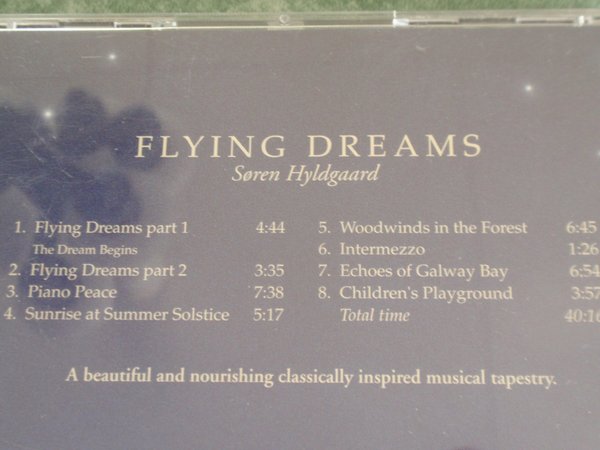 FLYING DREAMS
Søren Hyldgaard
1. Flying Dreams part 1 4:44
The Dream Begins
2. Flying Dreams part 2 3:35
3. Piano Peace 7:38
4. Sunrise at Summer Solstice 5:17
5. Woodwinds in the Forest 6:45
6. Intermezzo 1:26
7. Echoes of Galway Bay 6:54
8. Children's Playground 3:57
Total time 40:16
A beautiful and nourishing classically inspired musical tapestry.